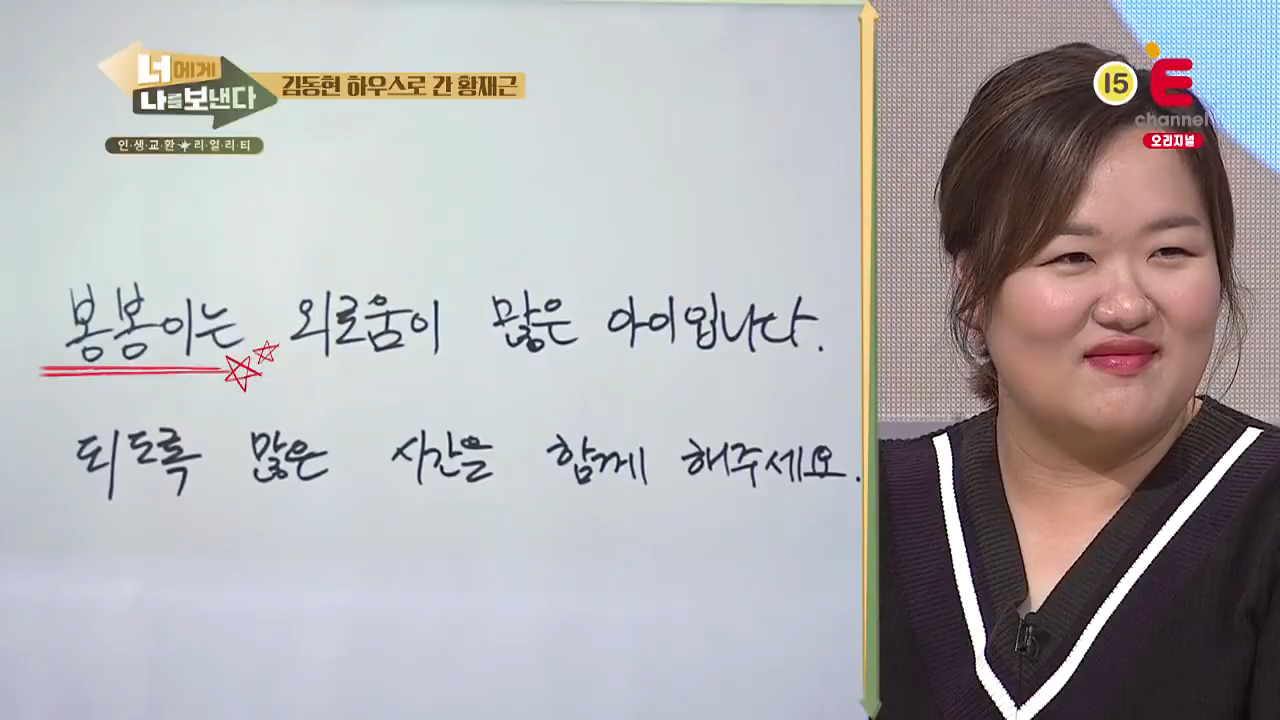 너에게
나를보낸다
인·생·교·환 리·얼·리·티
김동현 하우스로 간 황재근
15
E
channel
오리지널
봉봉이는 외로움이 많은 아이입니다.
되도록 많은 시간을 함께 해주세요.